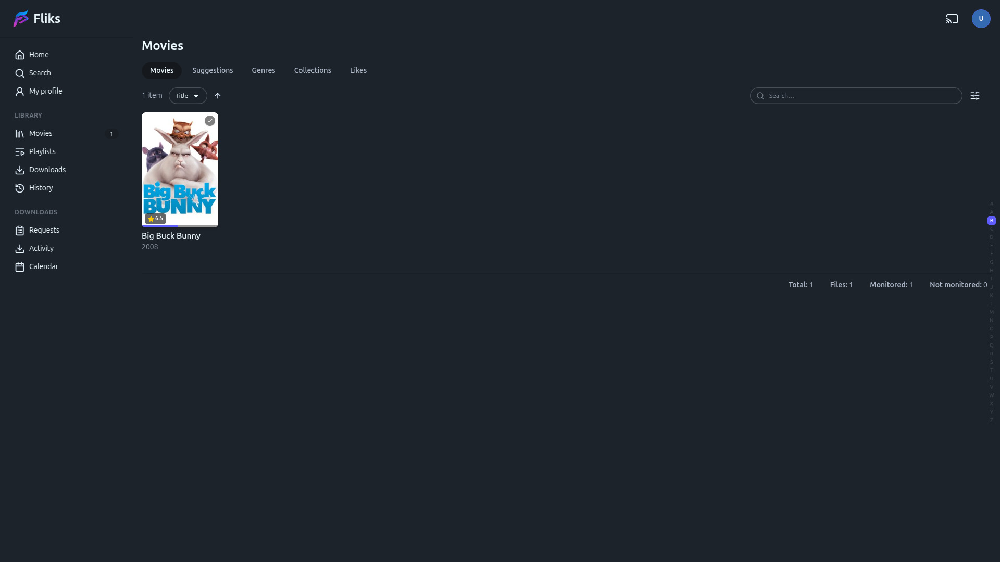 Fliks
U
Home
Search
My profile
LIBRARY
Movies 1
Playlists
Downloads
History
DOWNLOADS
Requests
Activity
Calendar
Movies
Movies Suggestions Genres Collections Likes
1 item Title Search...
Big Buck
BUNNY
6.5
Big Buck Bunny
2008
Total: 1 Files: 1 Monitored: 1 Not monitored: 0
#
A
B
C
D
E
F
G
H
I
J
K
L
M
N
O
P
Q
R
S
T
U
V
W
X
Y
Z